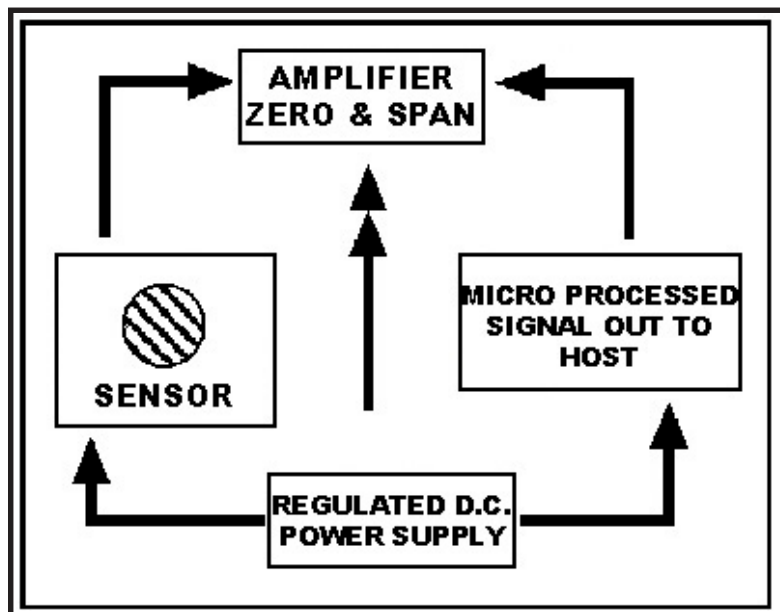 AMPLIFIER
ZERO & SPAN
SENSOR
MICRO PROCESSED
SIGNAL OUT TO
HOST
REGULATED D.C.
POWER SUPPLY